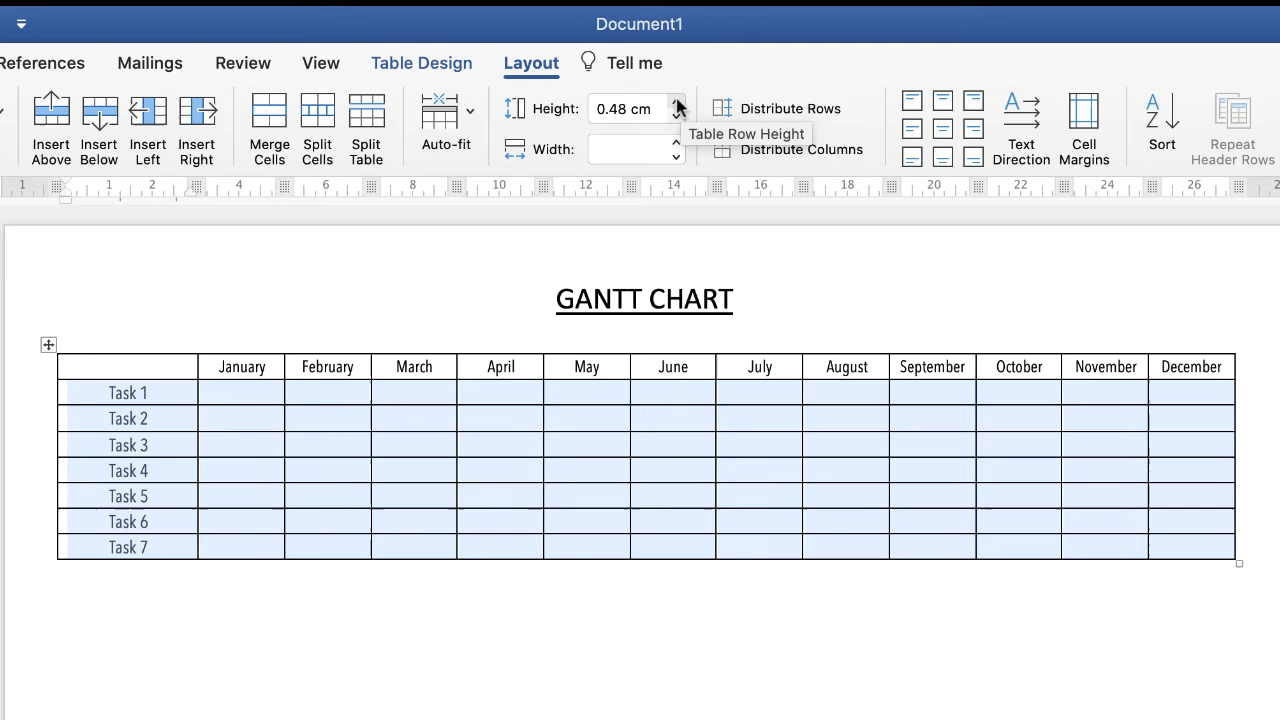 Document1
References Mailings Review View Table Design Layout Tell me
Insert Above Insert Below Insert Left Insert Right Merge Cells Split Cells Split Table Auto-fit
Height: 0.48 cm Distribute Rows
Table Row Height
Width: Distribute Columns
Text Direction Cell Margins Sort Repeat Header Rows
A A Z
1 1 2 4 6 8 10 12 14 16 18 20 22 24 26
GANTT CHART
January February March April May June July August September October November December
Task 1
Task 2
Task 3
Task 4
Task 5
Task 6
Task 7